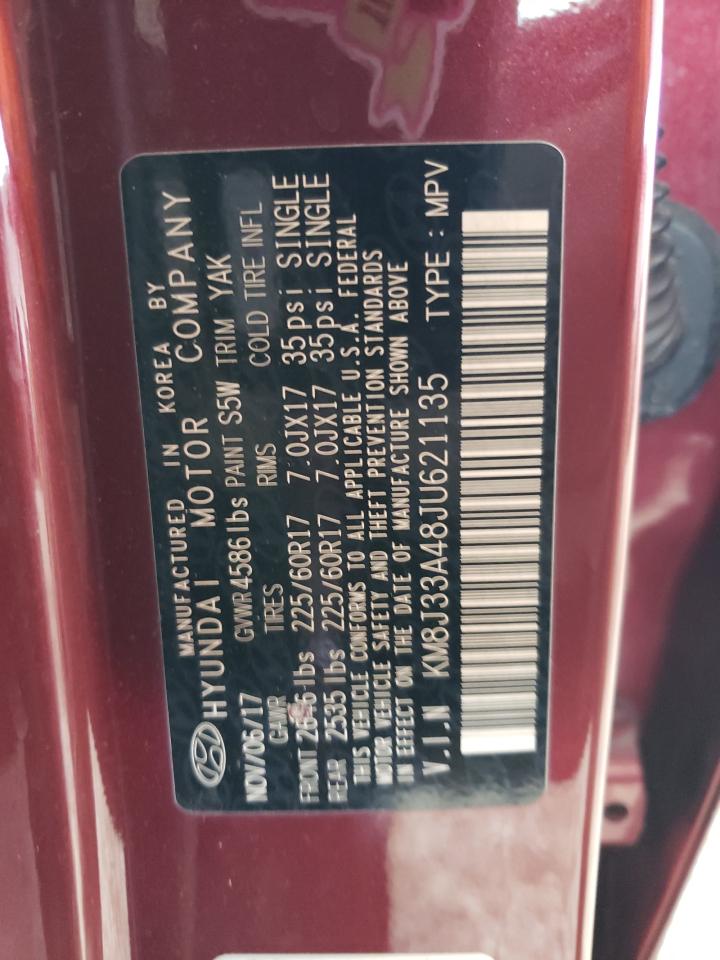 MANUFACTURED IN KOREA BY
HYUNDAI MOTOR COMPANY
NOV/06/17 GVWR 4586 lbs PAINT S5W TRIM YAK
GAWR TIRES RIMS COLD TIRE INFL
FRONT lbs 225/60R17 7.0JX17 35psi SINGLE
REAR 2535 lbs 225/60R17 7.0JX17 35psi SINGLE
THIS VEHICLE CONFORMS TO ALL APPLICABLE U.S.A. FEDERAL
MOTOR VEHICLE SAFETY AND THEFT PREVENTION STANDARDS
IN EFFECT ON THE DATE OF MANUFACTURE SHOWN ABOVE
V.I.N KM8J33A48JU621135 TYPE : MPV